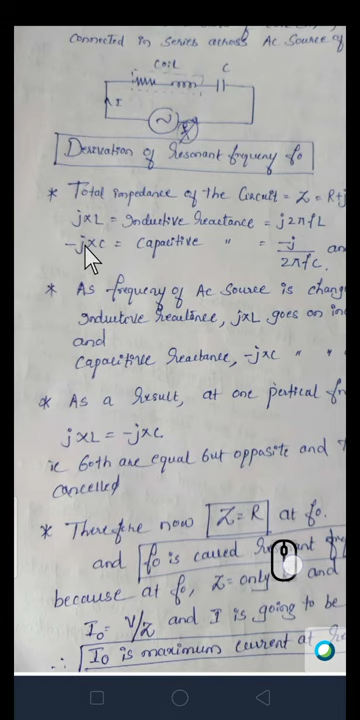 connected in series across Ac Source of
COIL
C
I
Derivation of Resonant frequency fo
* Total impedance of the Circuit = Z = R+j
jXL = Inductive Reactance = j2πfL
-jXC = Capacitive " = -j / 2πfC. an
* As frequency of Ac Source is chang
Inductive Reactance, jXL goes on in
and
Capacitive Reactance, -jXC " "
* As a Result, at one pertical fr
jXL = -jXC
ie both are equal but opposite and
cancelled
* Therefore now Z=R at fo.
and fo is called Resonant fre
because at fo, Z= only and
Io = V/Z and I is going to be
∴ Io is maximum current at Re